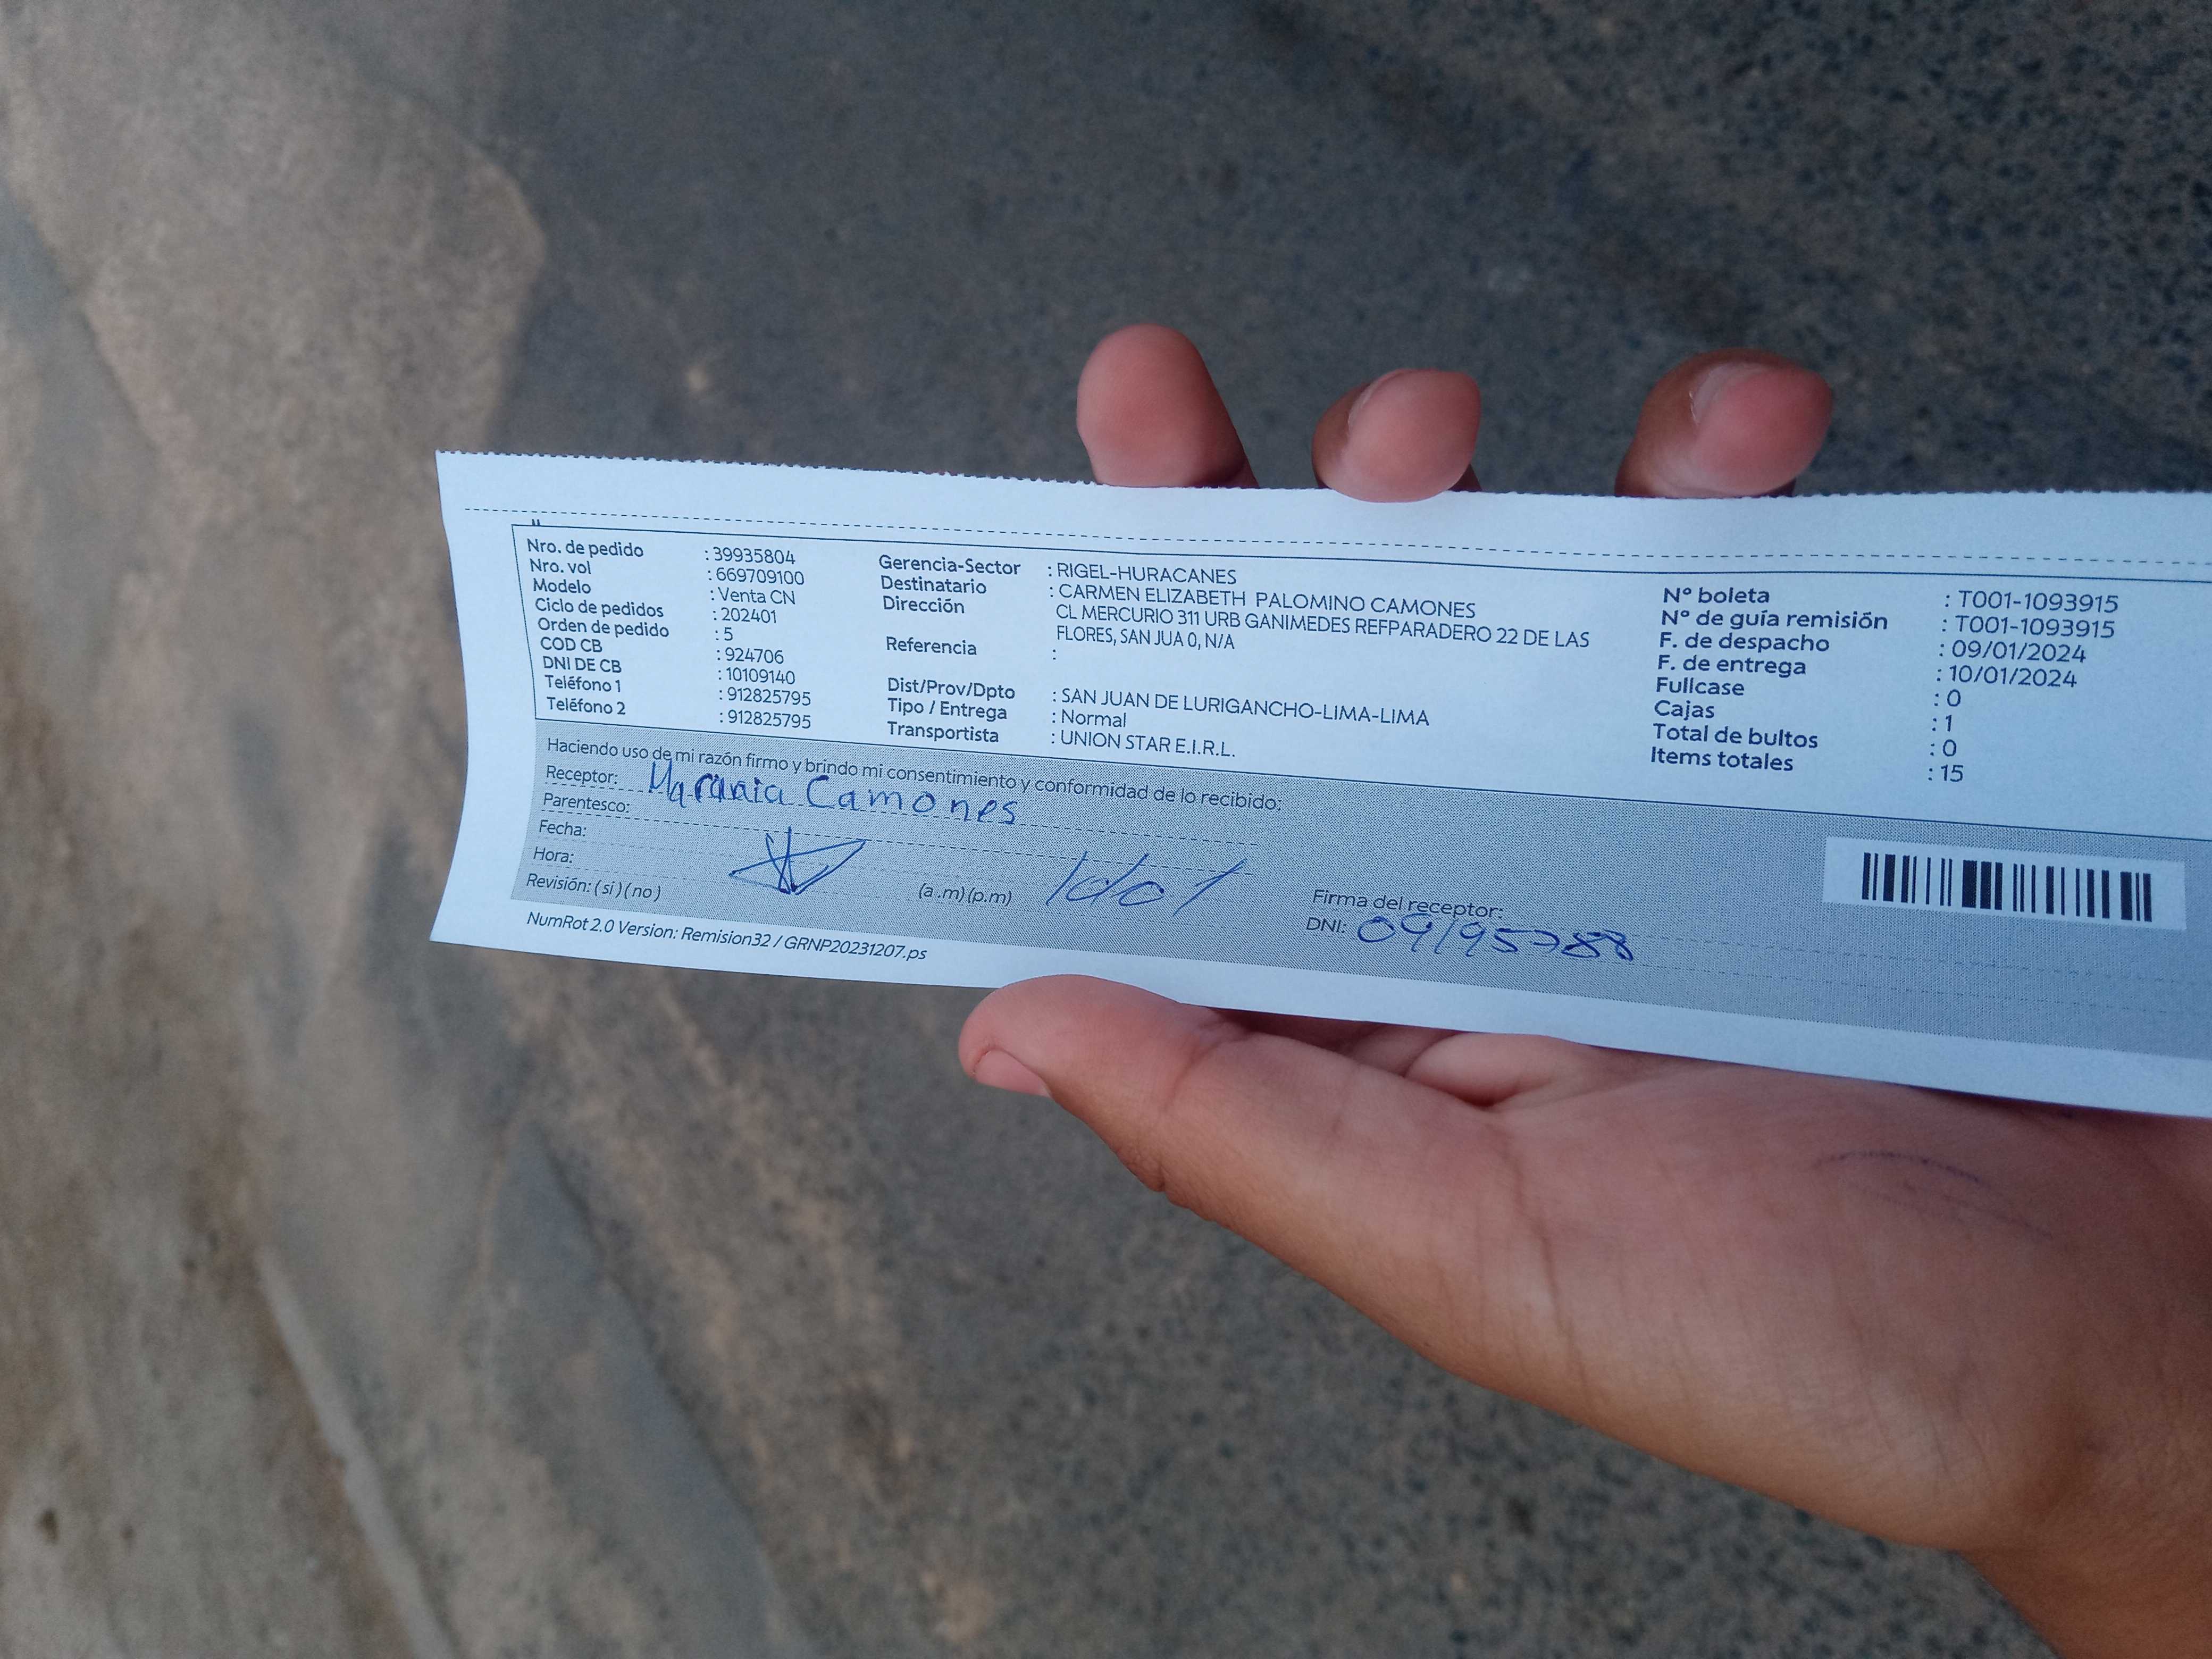 Nro. de pedido : 39935804
Nro. vol : 669709100
Modelo : Venta CN
Ciclo de pedidos : 202401
Orden de pedido : 5
COD CB : 924706
DNI DE CB : 10109140
Teléfono 1 : 912825795
Teléfono 2 : 912825795
Gerencia-Sector : RIGEL-HURACANES
Destinatario : CARMEN ELIZABETH PALOMINO CAMONES
Dirección CL MERCURIO 311 URB GANIMEDES REFPARADERO 22 DE LAS
FLORES, SAN JUA 0, N/A
Referencia :
Dist/Prov/Dpto : SAN JUAN DE LURIGANCHO-LIMA-LIMA
Tipo / Entrega : Normal
Transportista : UNION STAR E.I.R.L.
Nº boleta : T001-1093915
Nº de guía remisión : T001-1093915
F. de despacho : 09/01/2024
F. de entrega : 10/01/2024
Fullcase : 0
Cajas : 1
Total de bultos : 0
Items totales : 15
Haciendo uso de mi razón firmo y brindo mi consentimiento y conformidad de lo recibido:
Receptor: Camones
Parentesco:
Fecha:
Hora: (a .m) (p.m)
Revisión: ( si ) ( no )
Firma del receptor:
DNI: 09195788
NumRot 2.0 Version: Remision32 / GRNP20231207.ps